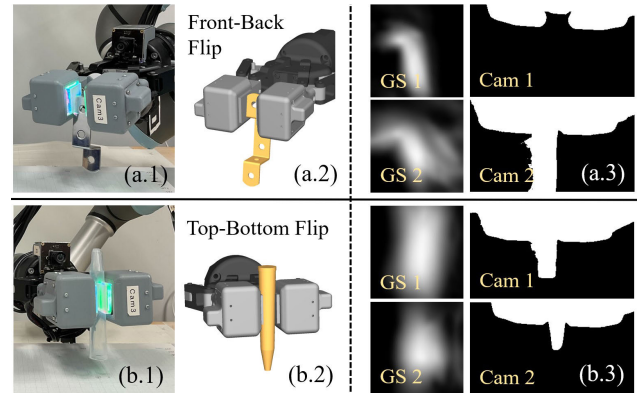 Front-Back
Flip
Cam3
(a.1)
(a.2)
GS 1
Cam 1
GS 2
Cam 2
(a.3)
Top-Bottom Flip
Cam3
(b.1)
(b.2)
GS 1
Cam 1
GS 2
Cam 2
(b.3)